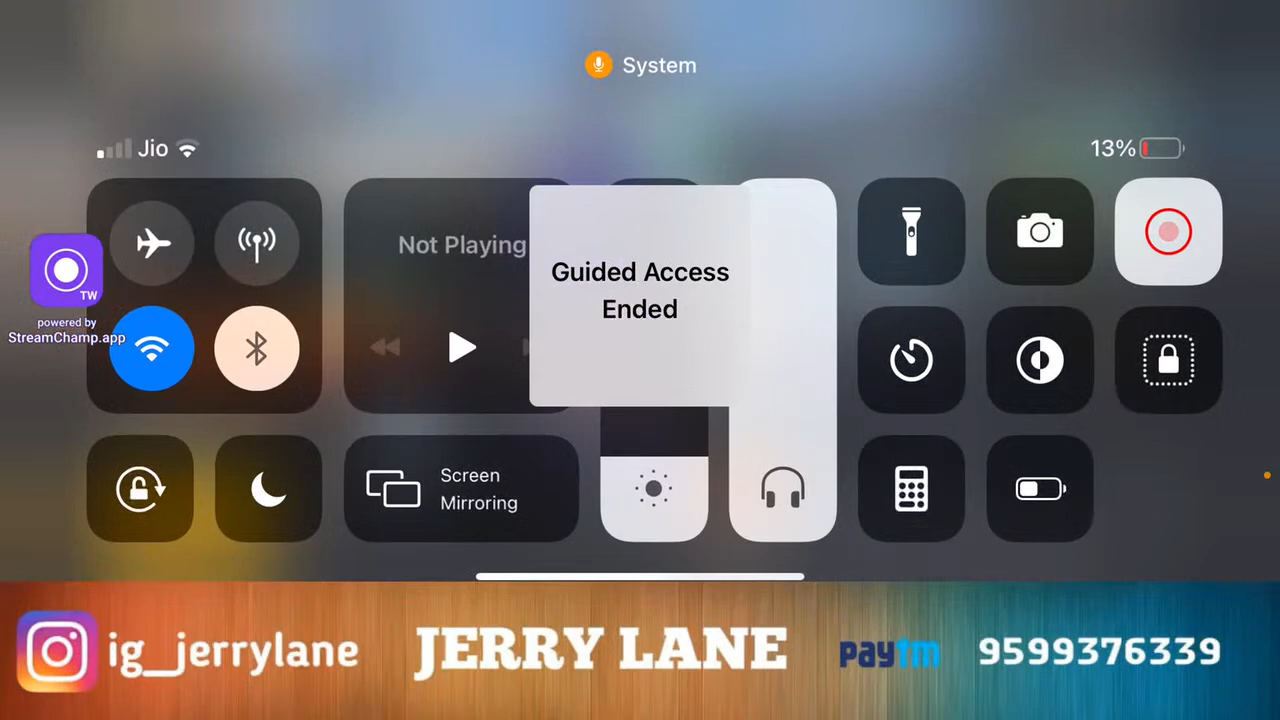 System
Jio
13%
Not Playing
Guided Access
Ended
TW
powered by
StreamChamp.app
Screen
Mirroring
ig_jerrylane
JERRY LANE
paytm
9599376339